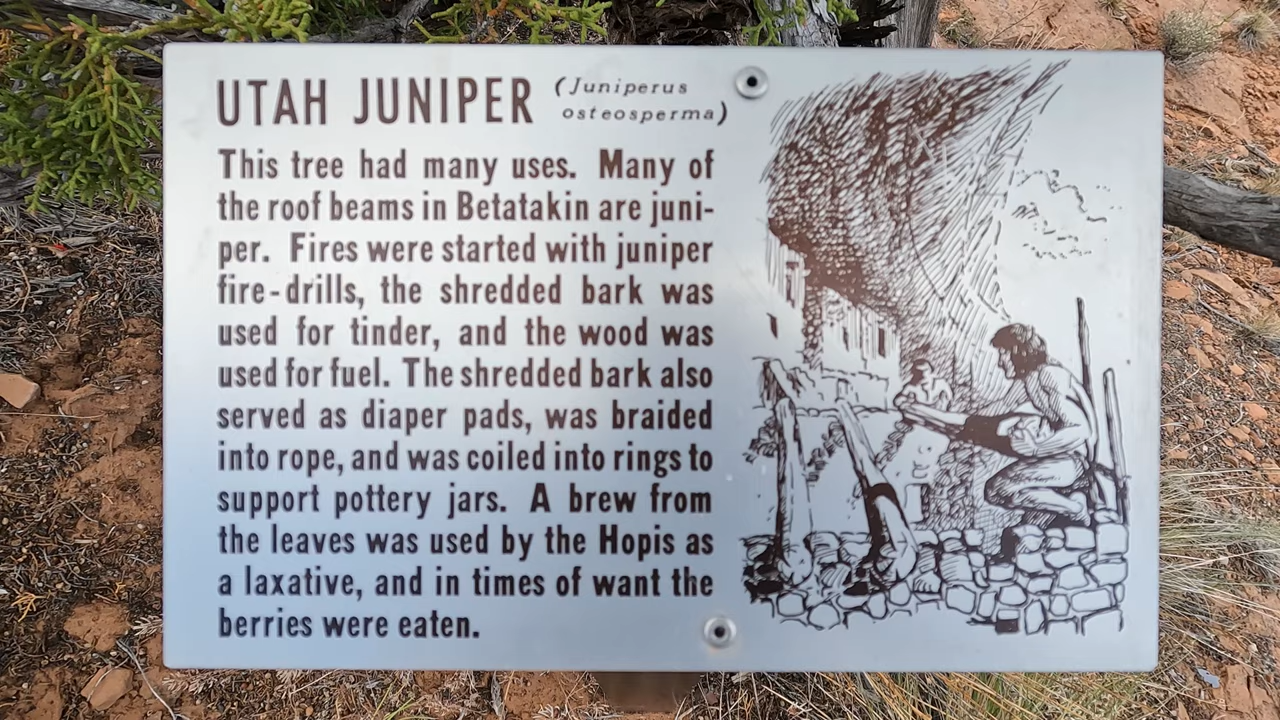 UTAH JUNIPER (Juniperus
osteosperma)
This tree had many uses. Many of
the roof beams in Betatakin are juni-
per. Fires were started with juniper
fire-drills, the shredded bark was
used for tinder, and the wood was
used for fuel. The shredded bark also
served as diaper pads, was braided
into rope, and was coiled into rings to
support pottery jars. A brew from
the leaves was used by the Hopis as
a laxative, and in times of want the
berries were eaten.